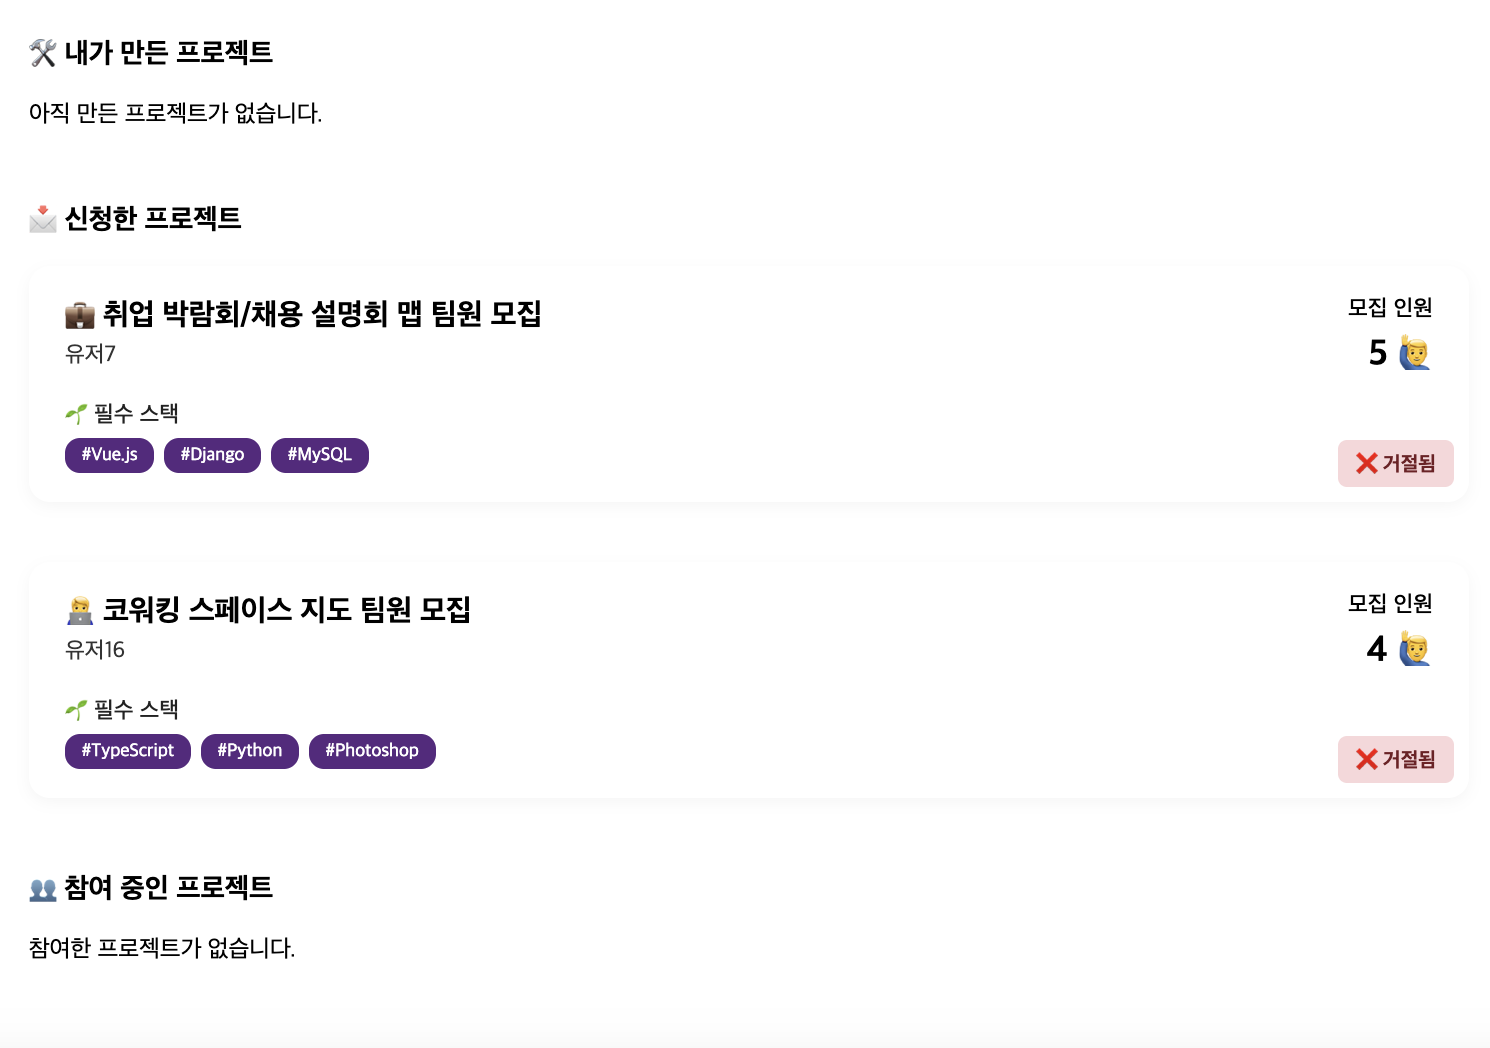 🛠 내가 만든 프로젝트
아직 만든 프로젝트가 없습니다.
📩 신청한 프로젝트
💼 취업 박람회/채용 설명회 맵 팀원 모집
유저7
모집 인원
5 🙋‍♂️
🌱 필수 스택
#Vue.js #Django #MySQL
❌ 거절됨
🧑‍💻 코워킹 스페이스 지도 팀원 모집
유저16
모집 인원
4 🙋‍♂️
🌱 필수 스택
#TypeScript #Python #Photoshop
❌ 거절됨
👥 참여 중인 프로젝트
참여한 프로젝트가 없습니다.